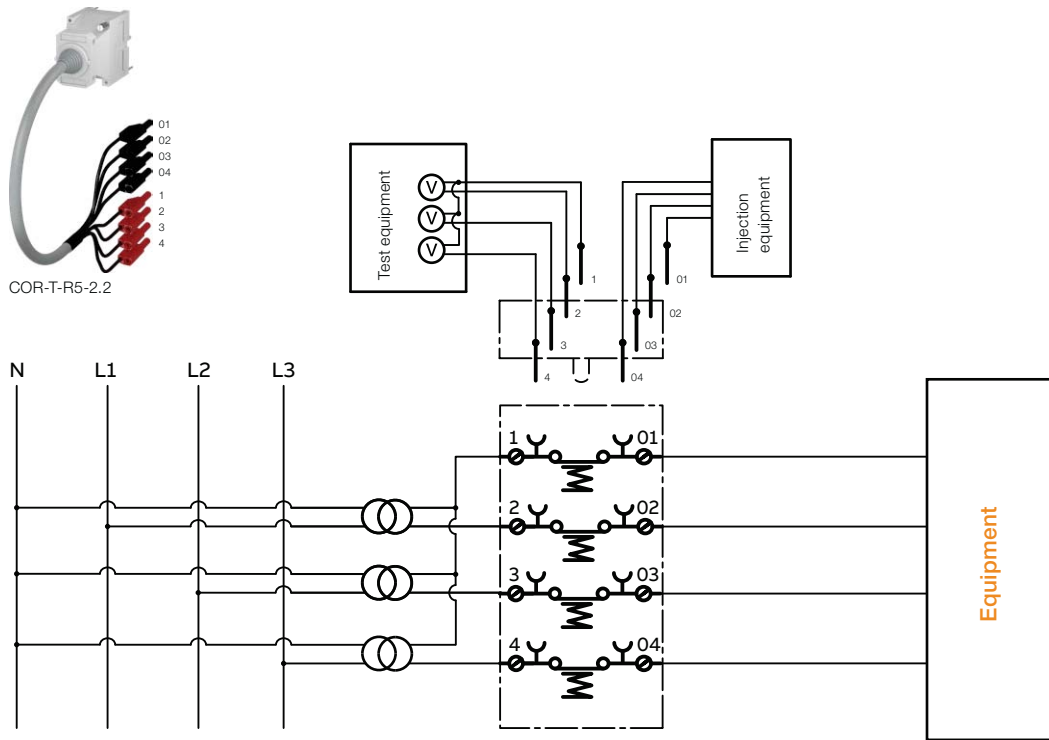 01
02
03
04
1
2
3
4
COR-T-R5-2.2
Test equipment
V
V
V
Injection
equipment
1
2
3
4
01
02
03
04
N L1 L2 L3
1 01
2 02
3 03
4 04
Equipment